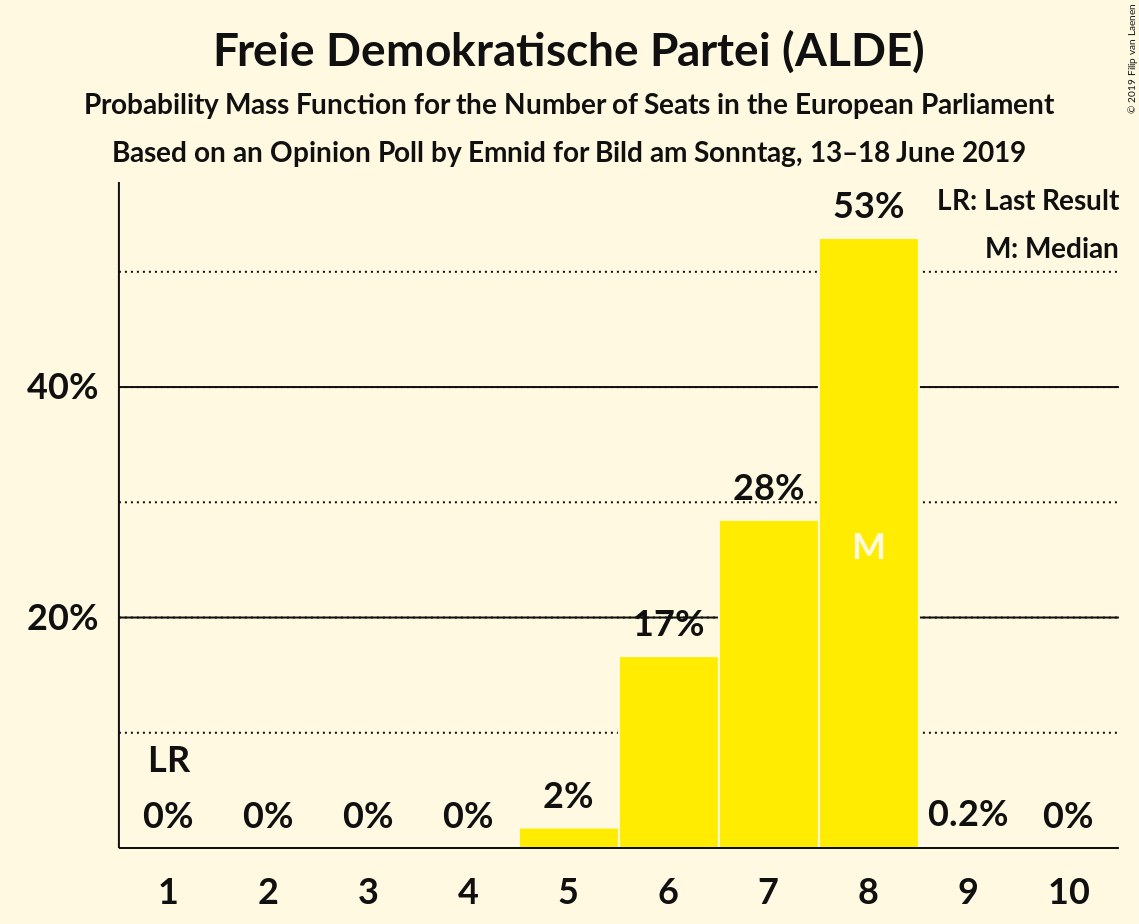 Freie Demokratische Partei (ALDE)
Probability Mass Function for the Number of Seats in the European Parliament
Based on an Opinion Poll by Emnid for Bild am Sonntag, 13–18 June 2019
© 2019 Filip van Laenen
LR: Last Result
M: Median
53%
40%
28%
M
20%
17%
LR
0%
0%
0%
0%
2%
0.2%
0%
1 2 3 4 5 6 7 8 9 10